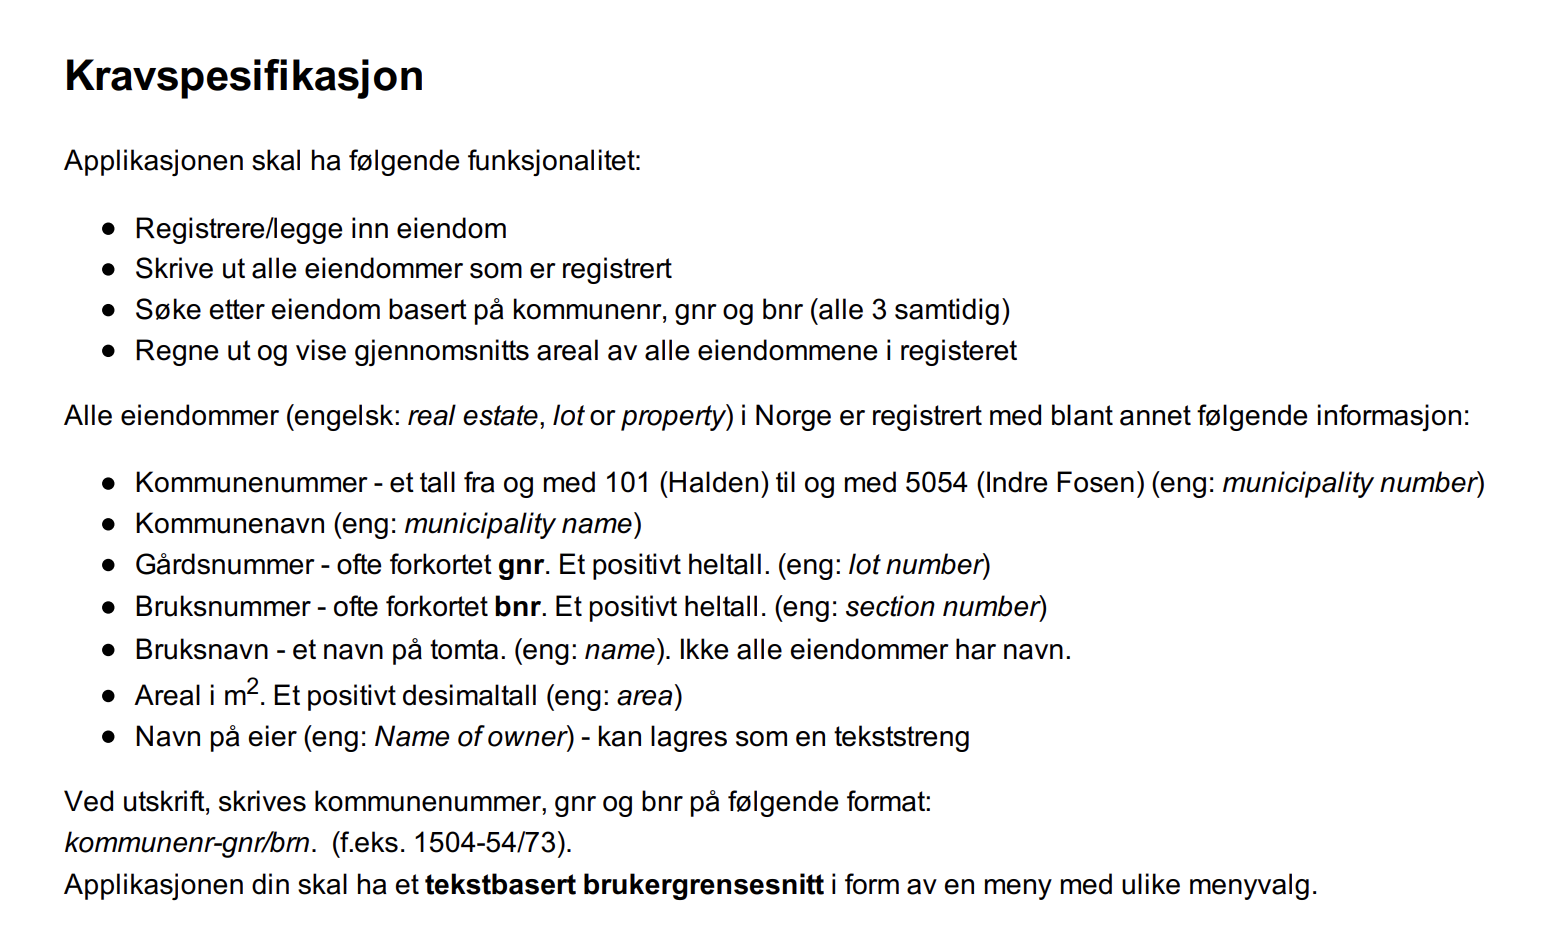 Kravspesifikasjon
Applikasjonen skal ha følgende funksjonalitet:
● Registrere/legge inn eiendom
● Skrive ut alle eiendommer som er registrert
● Søke etter eiendom basert på kommunenr, gnr og bnr (alle 3 samtidig)
● Regne ut og vise gjennomsnitts areal av alle eiendommene i registeret
Alle eiendommer (engelsk: real estate, lot or property) i Norge er registrert med blant annet følgende informasjon:
● Kommunenummer - et tall fra og med 101 (Halden) til og med 5054 (Indre Fosen) (eng: municipality number)
● Kommunenavn (eng: municipality name)
● Gårdsnummer - ofte forkortet gnr. Et positivt heltall. (eng: lot number)
● Bruksnummer - ofte forkortet bnr. Et positivt heltall. (eng: section number)
● Bruksnavn - et navn på tomta. (eng: name). Ikke alle eiendommer har navn.
● Areal i m². Et positivt desimaltall (eng: area)
● Navn på eier (eng: Name of owner) - kan lagres som en tekststreng
Ved utskrift, skrives kommunenummer, gnr og bnr på følgende format:
kommunenr-gnr/brn. (f.eks. 1504-54/73).
Applikasjonen din skal ha et tekstbasert brukergrensesnitt i form av en meny med ulike menyvalg.